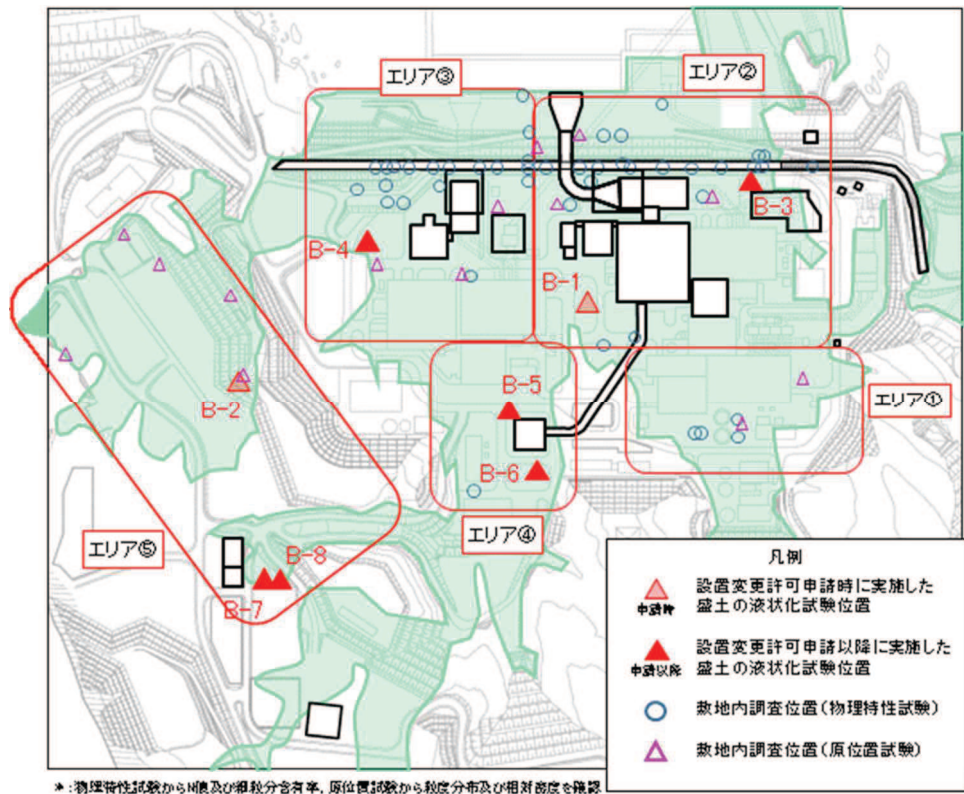 エリア③
エリア②
B-3
B-4
B-1
B-5
B-2
エリア①
B-6
エリア④
エリア⑤
B-8
B-7
凡例
申請時
設置変更許可申請時に実施した
盛土の液状化試験位置
申請以降
設置変更許可申請以降に実施した
盛土の液状化試験位置
敷地内調査位置(物理特性試験)
敷地内調査位置(原位置試験)
*:物理特性試験からN値及び細粒分含有率,原位置試験から粒度分布及び相対密度を確認